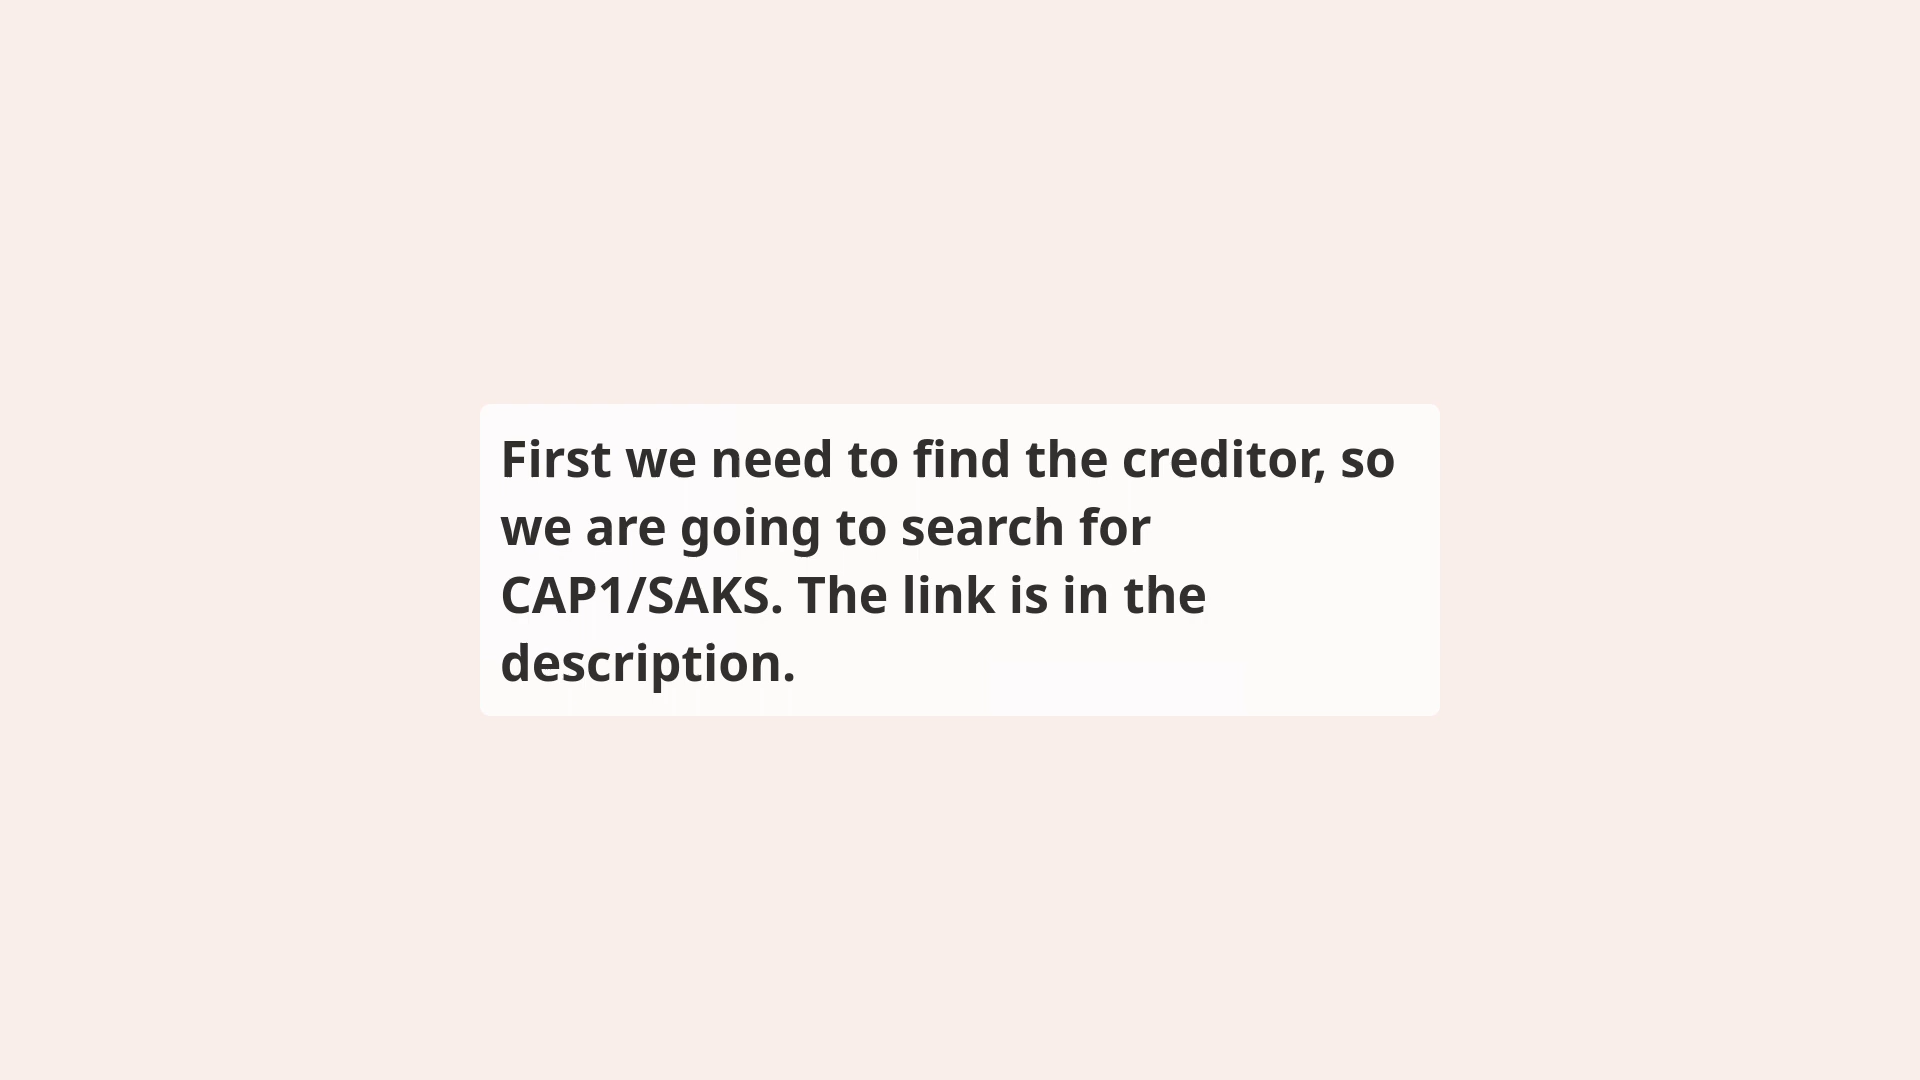 First we need to find the creditor, so
we are going to search for
CAP1/SAKS. The link is in the
description.